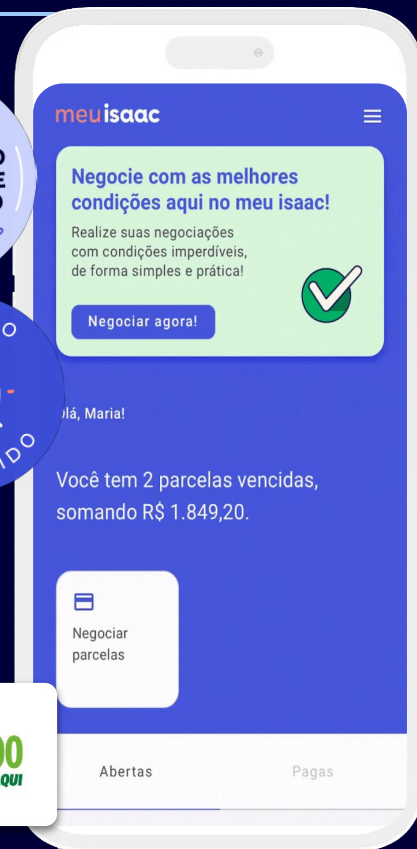 meuisaac
Negocie com as melhores
condições aqui no meu isaac!
Realize suas negociações
com condições imperdíveis,
de forma simples e prática!
Negociar agora!
Maria!
Você tem 2 parcelas vencidas,
somando R$ 1.849,20.
Negociar
parcelas
Abertas
Pagas
AQUI